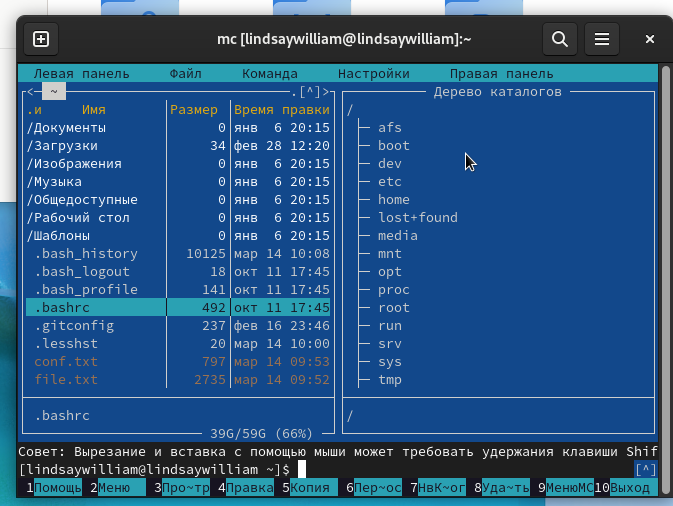 mc [lindsaywilliam@lindsaywilliam]:~
Левая панель Файл Команда Настройки Правая панель
<─ ~ .[^]> Дерево каталогов
.и Имя Размер Время правки /
/Документы 0 янв 6 20:15 afs
/Загрузки 34 фев 28 12:20 boot
/Изображения 0 янв 6 20:15 dev
/Музыка 0 янв 6 20:15 etc
/Общедоступные 0 янв 6 20:15 home
/Рабочий стол 0 янв 6 20:15 lost+found
/Шаблоны 0 янв 6 20:15 media
.bash_history 10125 мар 14 10:08 mnt
.bash_logout 18 окт 11 17:45 opt
.bash_profile 141 окт 11 17:45 proc
.bashrc 492 окт 11 17:45 root
.gitconfig 237 фев 16 23:46 run
.lesshst 20 мар 14 10:00 srv
conf.txt 797 мар 14 09:53 sys
file.txt 2735 мар 14 09:52 tmp
.bashrc /
39G/59G (66%)
Совет: Вырезание и вставка с помощью мыши может требовать удержания клавиши Shif
[lindsaywilliam@lindsaywilliam ~]$ [^]
1Помощь 2Меню 3Про~тр 4Правка 5Копия 6Пер~ос 7НвК~ог 8Уда~ть 9МенюMC 10Выход